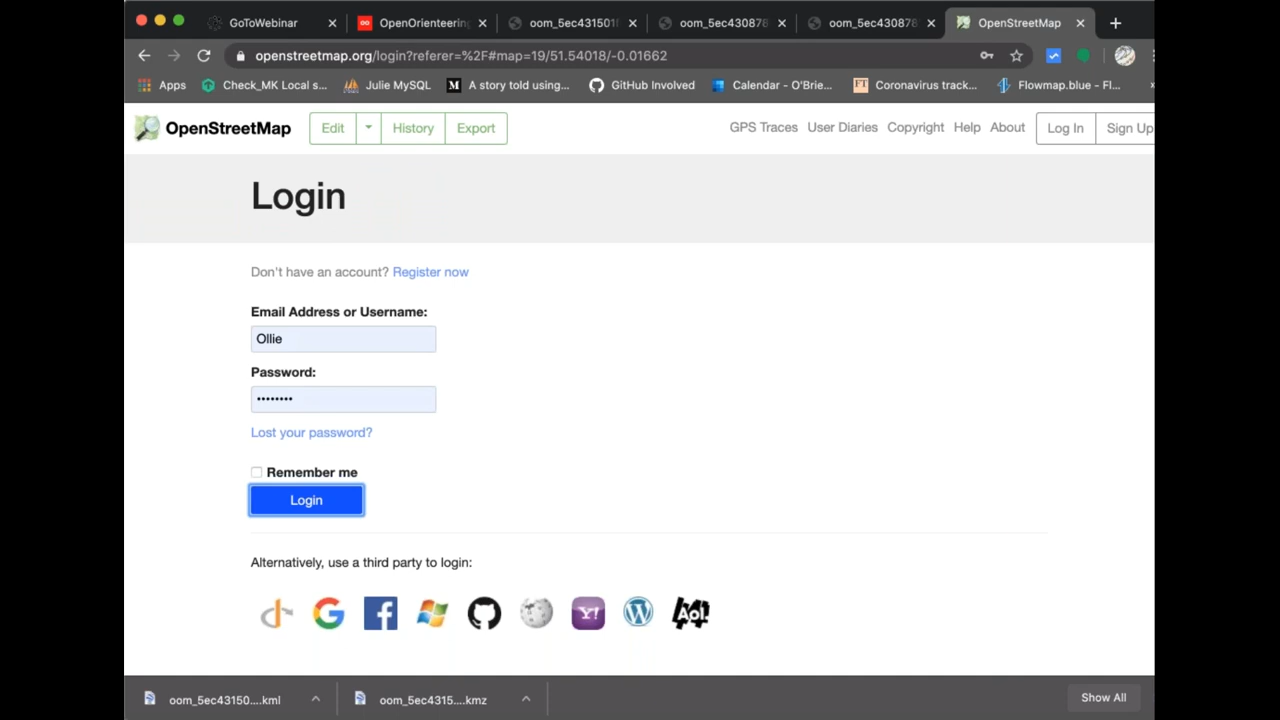 GoToWebinar
OpenOrienteering
oom_5ec431501
oom_5ec430878
oom_5ec430878
OpenStreetMap
openstreetmap.org/login?referer=%2F#map=19/51.54018/-0.01662
Apps
Check_MK Local s...
Julie MySQL
A story told using...
GitHub Involved
Calendar - O'Brie...
FT
Coronavirus track...
Flowmap.blue - Fl...
OpenStreetMap
Edit
History
Export
GPS Traces
User Diaries
Copyright
Help
About
Log In
Sign Up
Login
Don't have an account? Register now
Email Address or Username:
Ollie
Password:
••••••••
Lost your password?
Remember me
Login
Alternatively, use a third party to login:
Y!
Aol.
oom_5ec43150....kml
oom_5ec4315....kmz
Show All